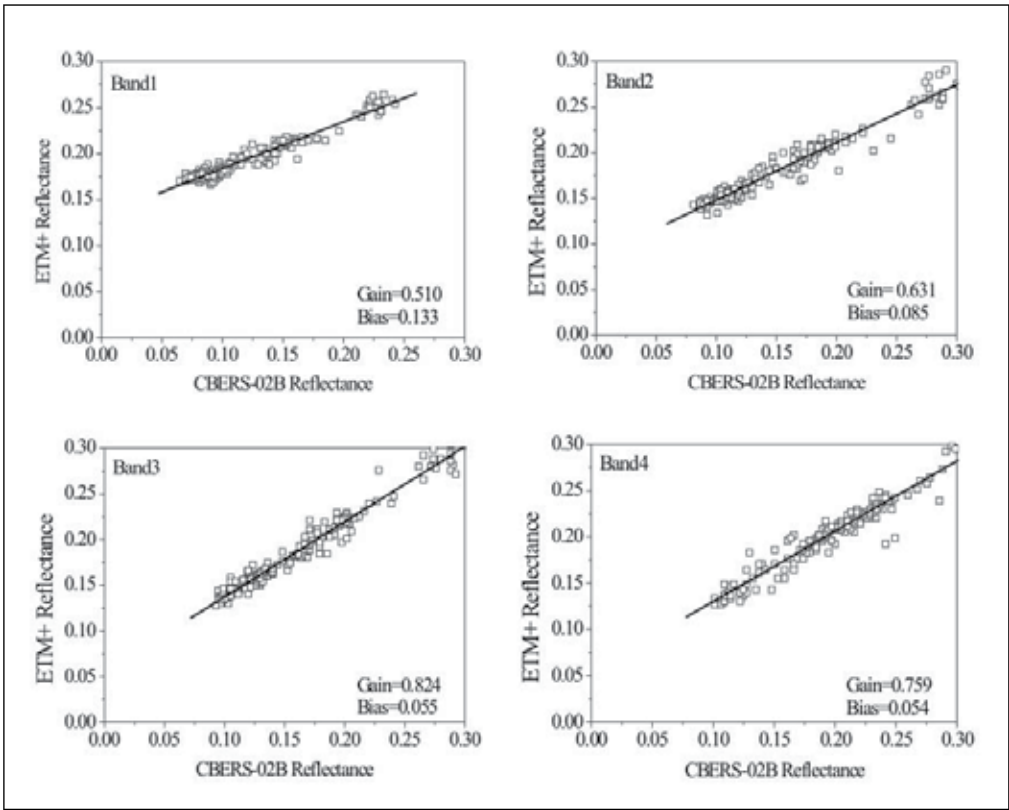 0.30
0.25
0.20
0.15
0.10
0.05
0.00
ETM+ Reflectance
Band1
Gain=0.510
Bias=0.133
0.00 0.05 0.10 0.15 0.20 0.25 0.30
CBERS-02B Reflectance
0.30
0.25
0.20
0.15
0.10
0.05
0.00
ETM+ Reflactance
Band2
Gain= 0.631
Bias=0.085
0.00 0.05 0.10 0.15 0.20 0.25 0.30
CBERS-02B Reflectance
0.30
0.25
0.20
0.15
0.10
0.05
0.00
ETM+ Reflectance
Band3
Gain=0.824
Bias=0.055
0.00 0.05 0.10 0.15 0.20 0.25 0.30
CBERS-02B Reflectance
0.30
0.25
0.20
0.15
0.10
0.05
0.00
ETM+ Reflectance
Band4
Gain=0.759
Bias=0.054
0.00 0.05 0.10 0.15 0.20 0.25 0.30
CBERS-02B Reflectance